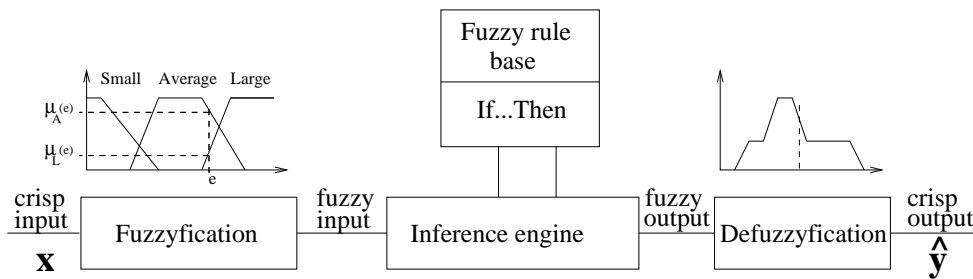 Fuzzy rule
base
If...Then
Small Average Large
μA(e)
μL(e)
e
crisp
input
x
Fuzzyfication
fuzzy
input
Inference engine
fuzzy
output
Defuzzyfication
crisp
output
ŷ